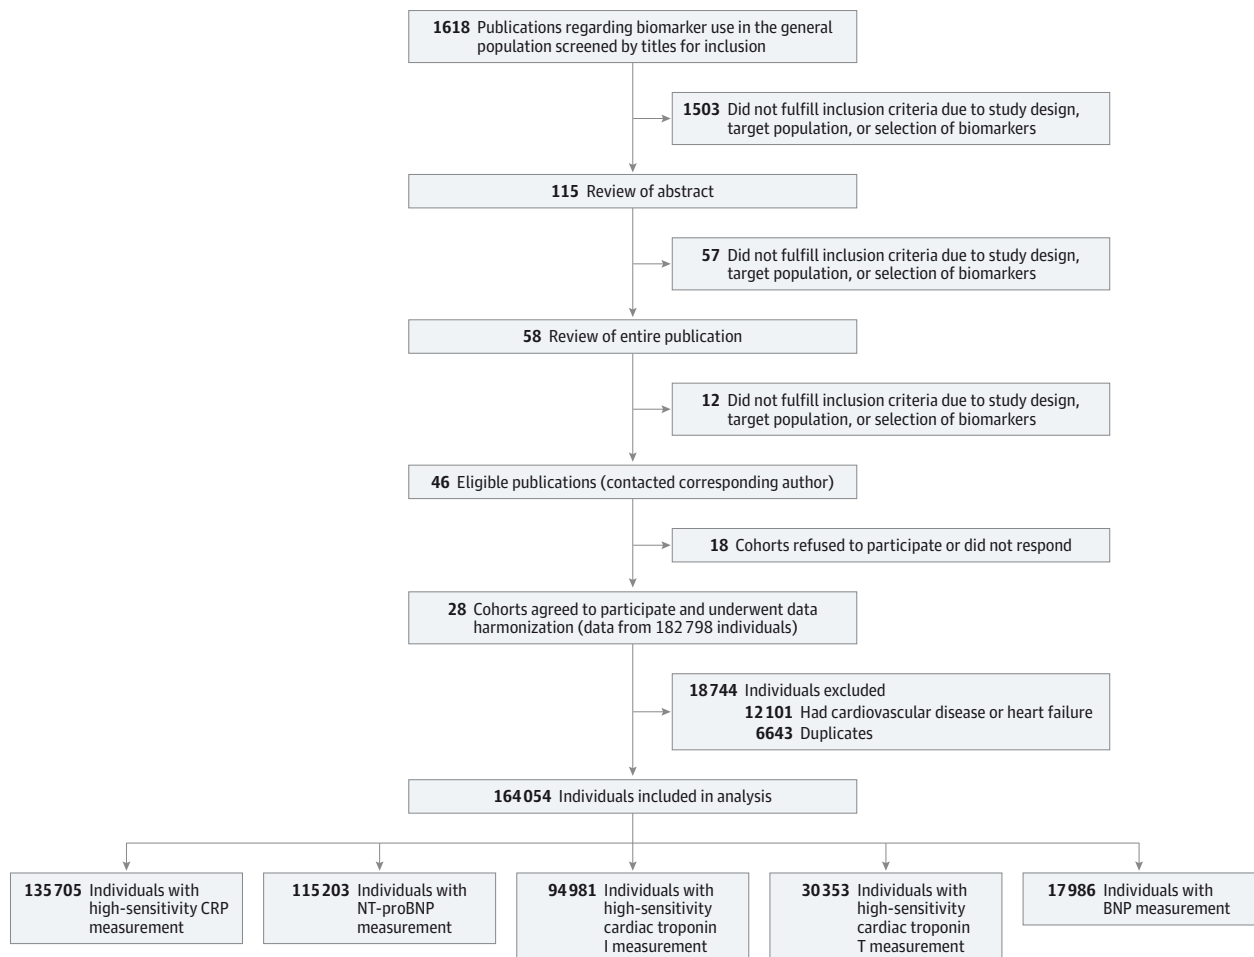 1618 Publications regarding biomarker use in the general
population screened by titles for inclusion
1503 Did not fulfill inclusion criteria due to study design,
target population, or selection of biomarkers
115 Review of abstract
57 Did not fulfill inclusion criteria due to study design,
target population, or selection of biomarkers
58 Review of entire publication
12 Did not fulfill inclusion criteria due to study design,
target population, or selection of biomarkers
46 Eligible publications (contacted corresponding author)
18 Cohorts refused to participate or did not respond
28 Cohorts agreed to participate and underwent data
harmonization (data from 182 798 individuals)
18 744 Individuals excluded
12 101 Had cardiovascular disease or heart failure
6643 Duplicates
164 054 Individuals included in analysis
135 705 Individuals with
high-sensitivity CRP
measurement
115 203 Individuals with
NT-proBNP
measurement
94 981 Individuals with
high-sensitivity
cardiac troponin
I measurement
30 353 Individuals with
high-sensitivity
cardiac troponin
T measurement
17 986 Individuals with
BNP measurement